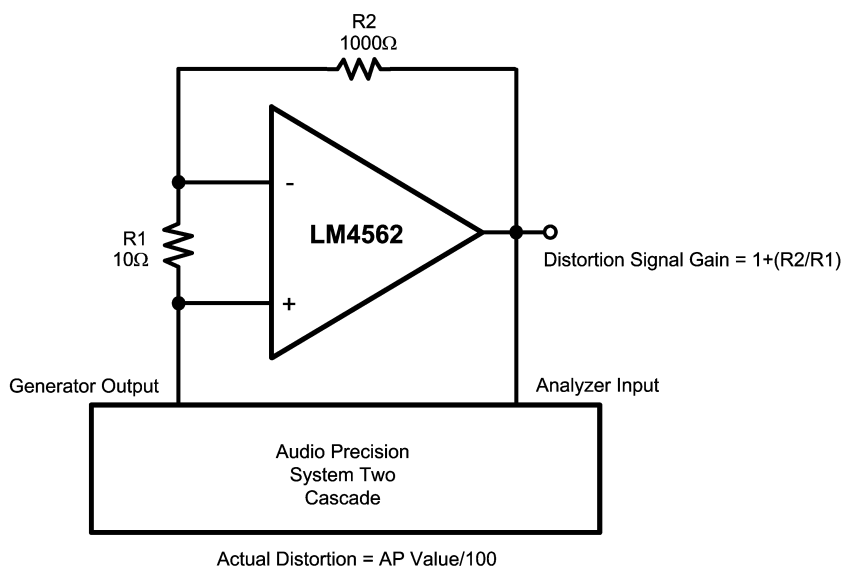 R2
1000Ω
-
LM4562
R1
10Ω
+
Distortion Signal Gain = 1+(R2/R1)
Generator Output
Analyzer Input
Audio Precision
System Two
Cascade
Actual Distortion = AP Value/100